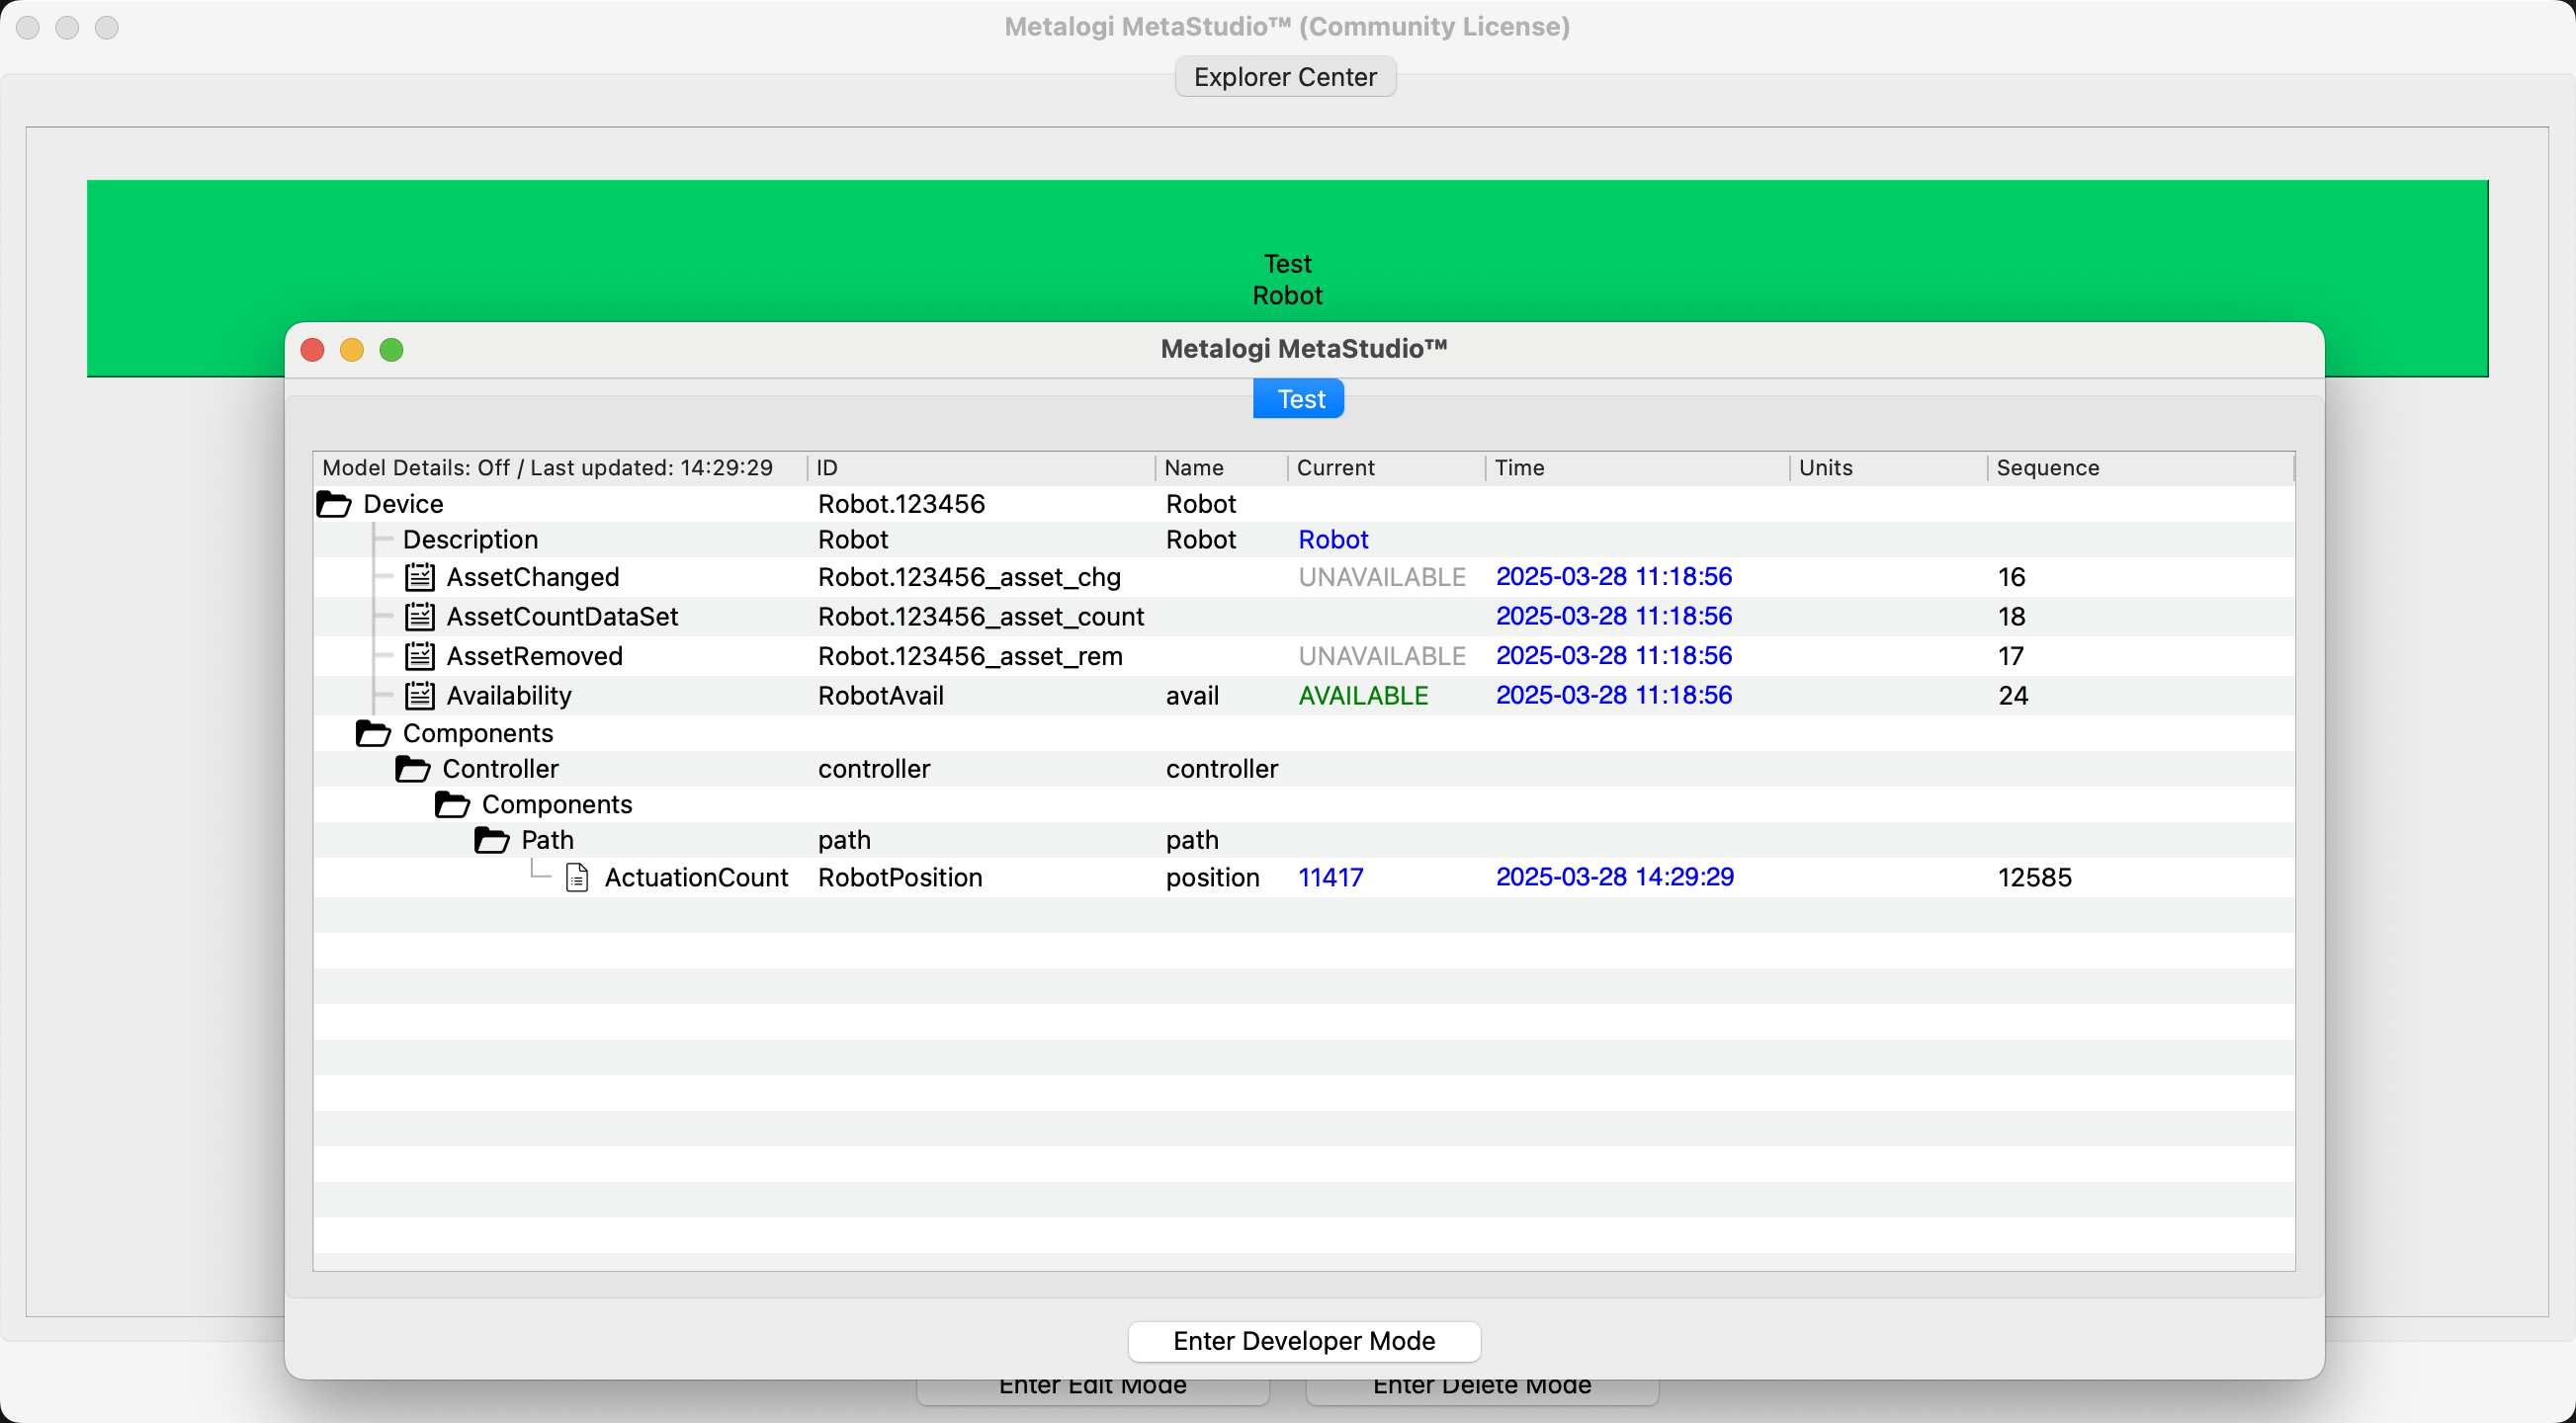 Metalogi MetaStudio™ (Community License)
Explorer Center
Test
Robot
Metalogi MetaStudio™
Test
Model Details: Off / Last updated: 14:29:29 ID Name Current Time Units Sequence
Device Robot.123456 Robot
Description Robot Robot Robot
AssetChanged Robot.123456_asset_chg UNAVAILABLE 2025-03-28 11:18:56 16
AssetCountDataSet Robot.123456_asset_count 2025-03-28 11:18:56 18
AssetRemoved Robot.123456_asset_rem UNAVAILABLE 2025-03-28 11:18:56 17
Availability RobotAvail avail AVAILABLE 2025-03-28 11:18:56 24
Components
Controller controller controller
Components
Path path path
ActuationCount RobotPosition position 11417 2025-03-28 14:29:29 12585
Enter Developer Mode
Enter Edit Mode Enter Delete Mode